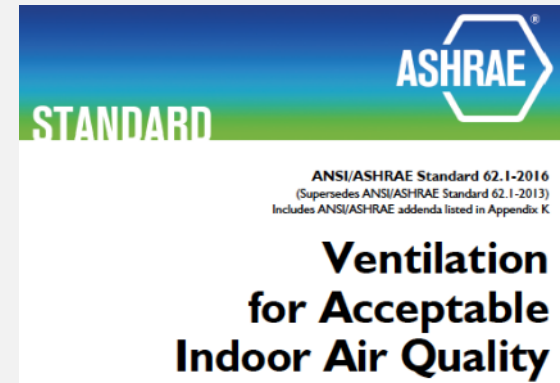 ASHRAE®
STANDARD
ANSI/ASHRAE Standard 62.1-2016
(Supersedes ANSI/ASHRAE Standard 62.1-2013)
Includes ANSI/ASHRAE addenda listed in Appendix K
Ventilation
for Acceptable
Indoor Air Quality